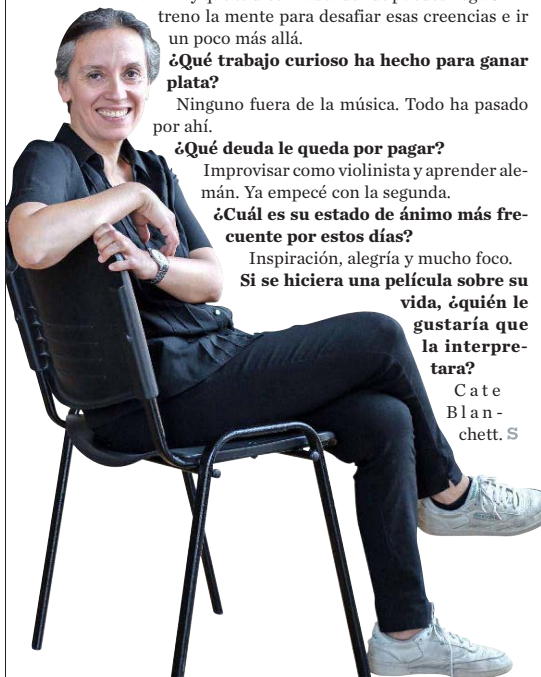 treno la mente para desafiar esas creencias e ir
un poco más allá.
¿Qué trabajo curioso ha hecho para ganar
plata?
Ninguno fuera de la música. Todo ha pasado
por ahí.
¿Qué deuda le queda por pagar?
Improvisar como violinista y aprender ale-
mán. Ya empecé con la segunda.
¿Cuál es su estado de ánimo más fre-
cuente por estos días?
Inspiración, alegría y mucho foco.
Si se hiciera una película sobre su
vida, ¿quién le
gustaría que
la interpre-
tara?
Cate
Blan-
chett. S